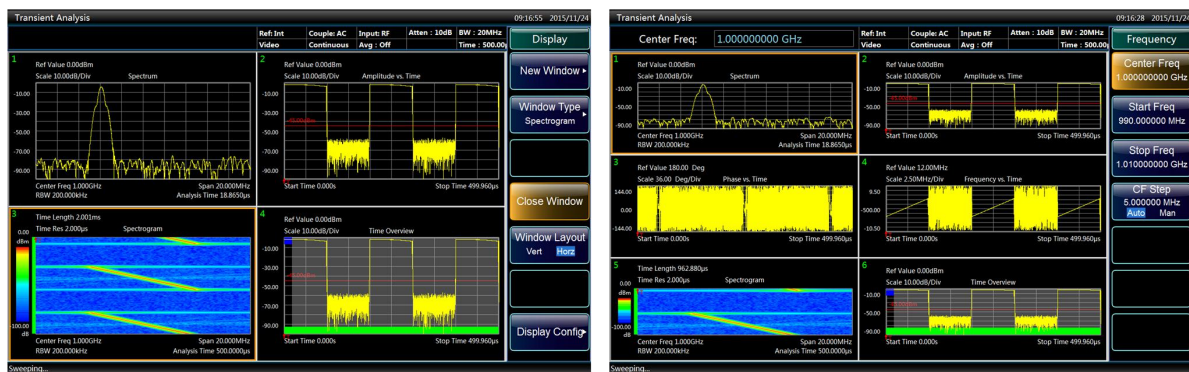 Transient Analysis
09:16:55 2015/11/24
Ref: Int Couple: AC Input: RF Atten : 10dB BW : 20MHz
Video Continuous Avg : Off Time : 500.00μ
Display
New Window
Window Type
Spectrogram
Close Window
Window Layout
Vert Horz
Display Config
1
Ref Value 0.00dBm
Scale 10.00dB/Div Spectrum
-10.00
-30.00
-50.00
-70.00
-90.00
Center Freq 1.000GHz Span 20.000MHz
RBW 200.000kHz Analysis Time 18.8650μs
2
Ref Value 0.00dBm
Scale 10.00dB/Div Amplitude vs. Time
-10.00
-30.00
-50.00
-70.00
-90.00
Start Time 0.000s Stop Time 499.960μs
3
Time Length 2.001ms
Time Res 2.000μs Spectrogram
0.00
dBm
-100.00
dB
Center Freq 1.000GHz Span 20.000MHz
RBW 200.000kHz Analysis Time 500.0000μs
4
Ref Value 0.00dBm
Scale 10.00dB/Div Time Overview
-10.00
-30.00
-50.00
-70.00
-90.00
Start Time 0.000s Stop Time 499.960μs
Sweeping...
Transient Analysis
09:16:28 2015/11/24
Center Freq: 1.000000000 GHz
Ref: Int Couple: AC Input: RF Atten : 10dB BW : 20MHz
Video Continuous Avg : Off Time : 500.00μ
Frequency
Center Freq
1.000000000 GHz
Start Freq
990.000000 MHz
Stop Freq
1.010000000 GHz
CF Step
5.000000 MHz
Auto Man
1
Ref Value 0.00dBm
Scale 10.00dB/Div Spectrum
-10.00
-50.00
-90.00
Center Freq 1.000GHz Span 20.000MHz
RBW 200.000kHz Analysis Time 18.8650μs
2
Ref Value 0.00dBm
Scale 10.00dB/Div Amplitude vs. Time
-10.00
-50.00
-90.00
Start Time 0.000s Stop Time 499.960μs
3
Ref Value 180.00 Deg
Scale 36.00 Deg/Div Phase vs. Time
144.00
0.00
-144.00
Start Time 0.000s Stop Time 499.960μs
4
Ref Value 12.00MHz
Scale 2.50MHz/Div Frequency vs. Time
9.50
-500.00
-10.50
Start Time 0.000s Stop Time 499.960μs
5
Time Length 962.880μs
Time Res 2.000μs Spectrogram
0.00
dBm
-100.00
dB
Center Freq 1.000GHz Span 20.000MHz
RBW 200.000kHz Analysis Time 500.0000μs
6
Ref Value 0.00dBm
Scale 10.00dB/Div Time Overview
-10.00
-50.00
-90.00
Start Time 0.000s Stop Time 499.960μs
Sweeping...